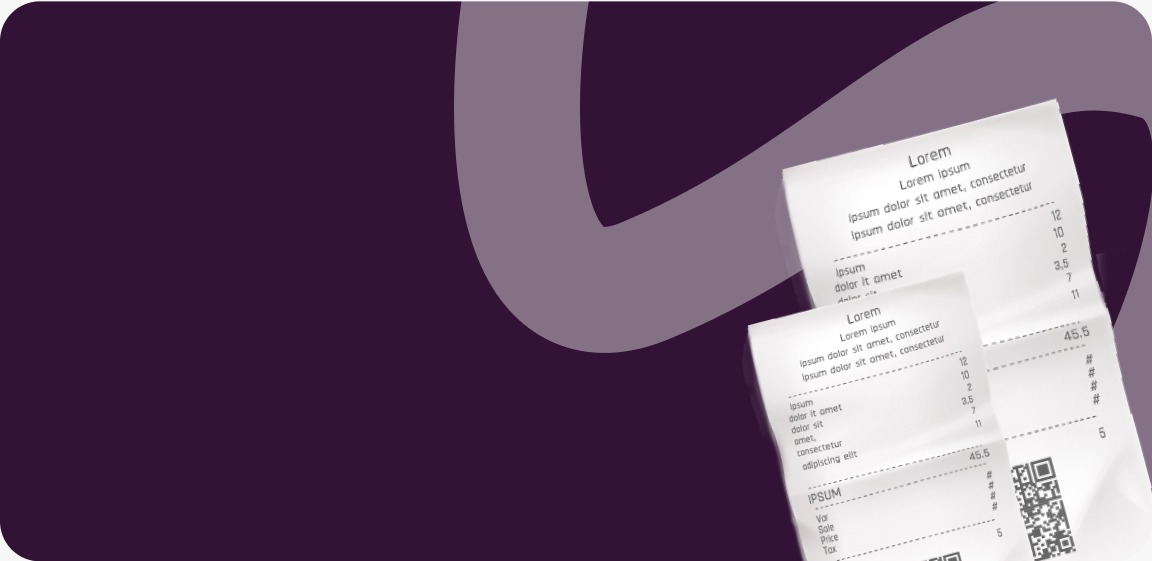 Lorem
Lorem ipsum
ipsum dolor sit amet, consectetur
ipsum dolor sit amet, consectetur
12
Ipsum 10
dolor it amet 2
dolor sit 3,5
7
11
45.5
#
#
#
#
5
Lorem
Lorem ipsum
ipsum dolor sit amet, consectetur
ipsum dolor sit amet, consectetur
12
Ipsum 10
dolor it amet 2
dolor sit 3,5
amet, 7
consectetur 11
adipiscing elit
45.5
IPSUM #
Var #
Sale #
Price #
Tax 5